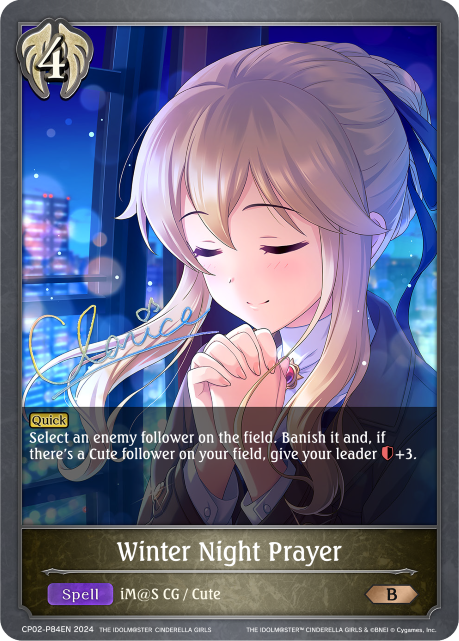 4
Clarice
Quick
Select an enemy follower on the field. Banish it and, if
there's a Cute follower on your field, give your leader +3.
Winter Night Prayer
Spell iM@S CG / Cute B
CP02-P84EN 2024 THE IDOLM@STER CINDERELLA GIRLS THE IDOLM@STER™ CINDERELLA GIRLS & ©BNEI © Cygames, Inc.